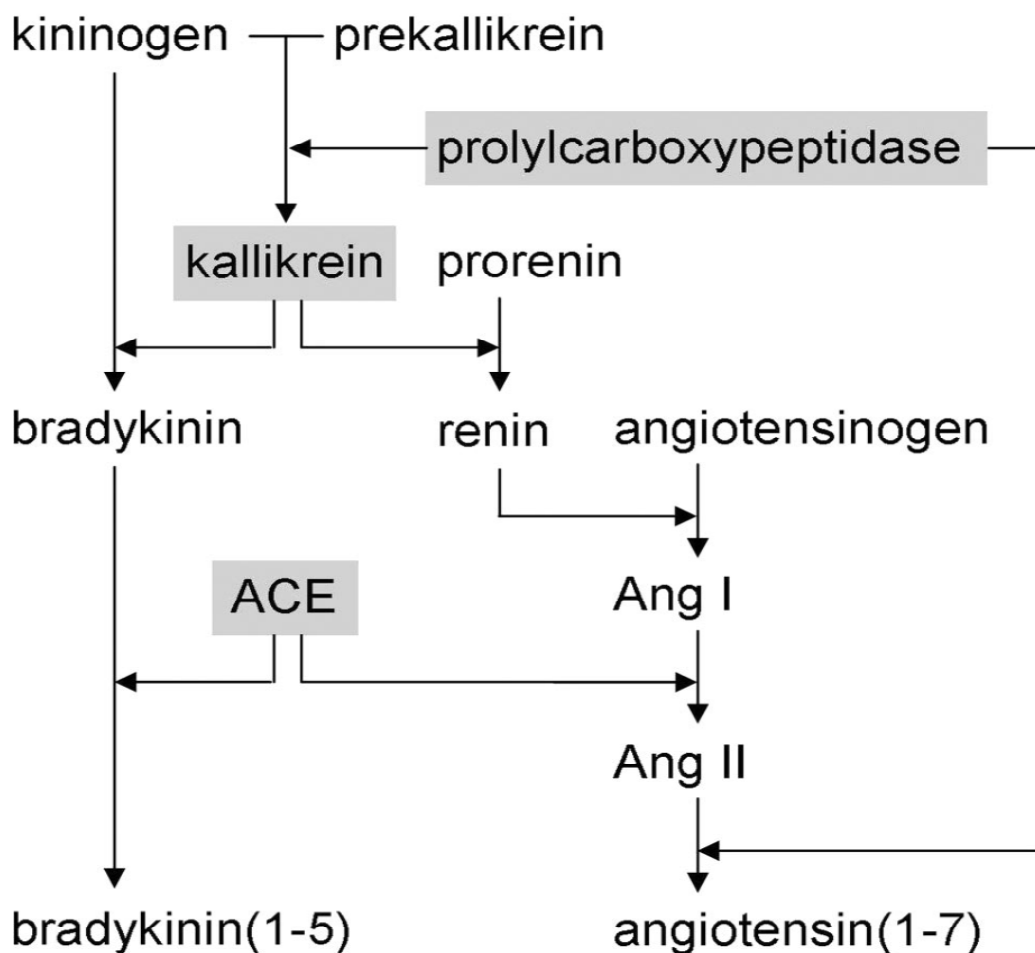 kininogen prekallikrein
prolylcarboxypeptidase
kallikrein prorenin
bradykinin renin angiotensinogen
ACE Ang I
Ang II
bradykinin(1-5) angiotensin(1-7)